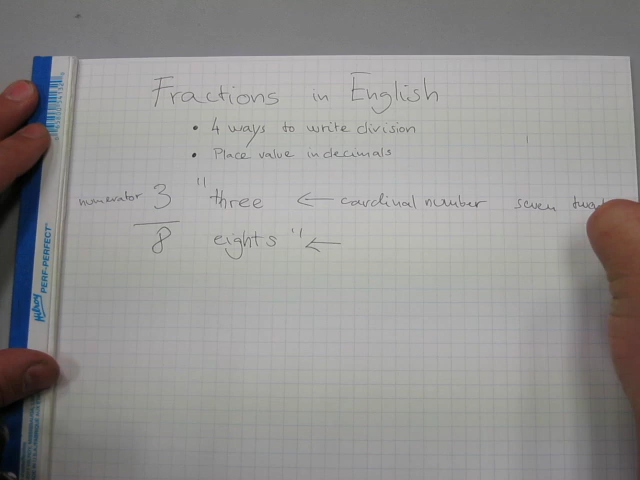 Fractions in English
• 4 ways to write division
• Place value in decimals
numerator 3 "three ← cardinal number seven
8 eights" ←
Hilroy PERF-PERFECT